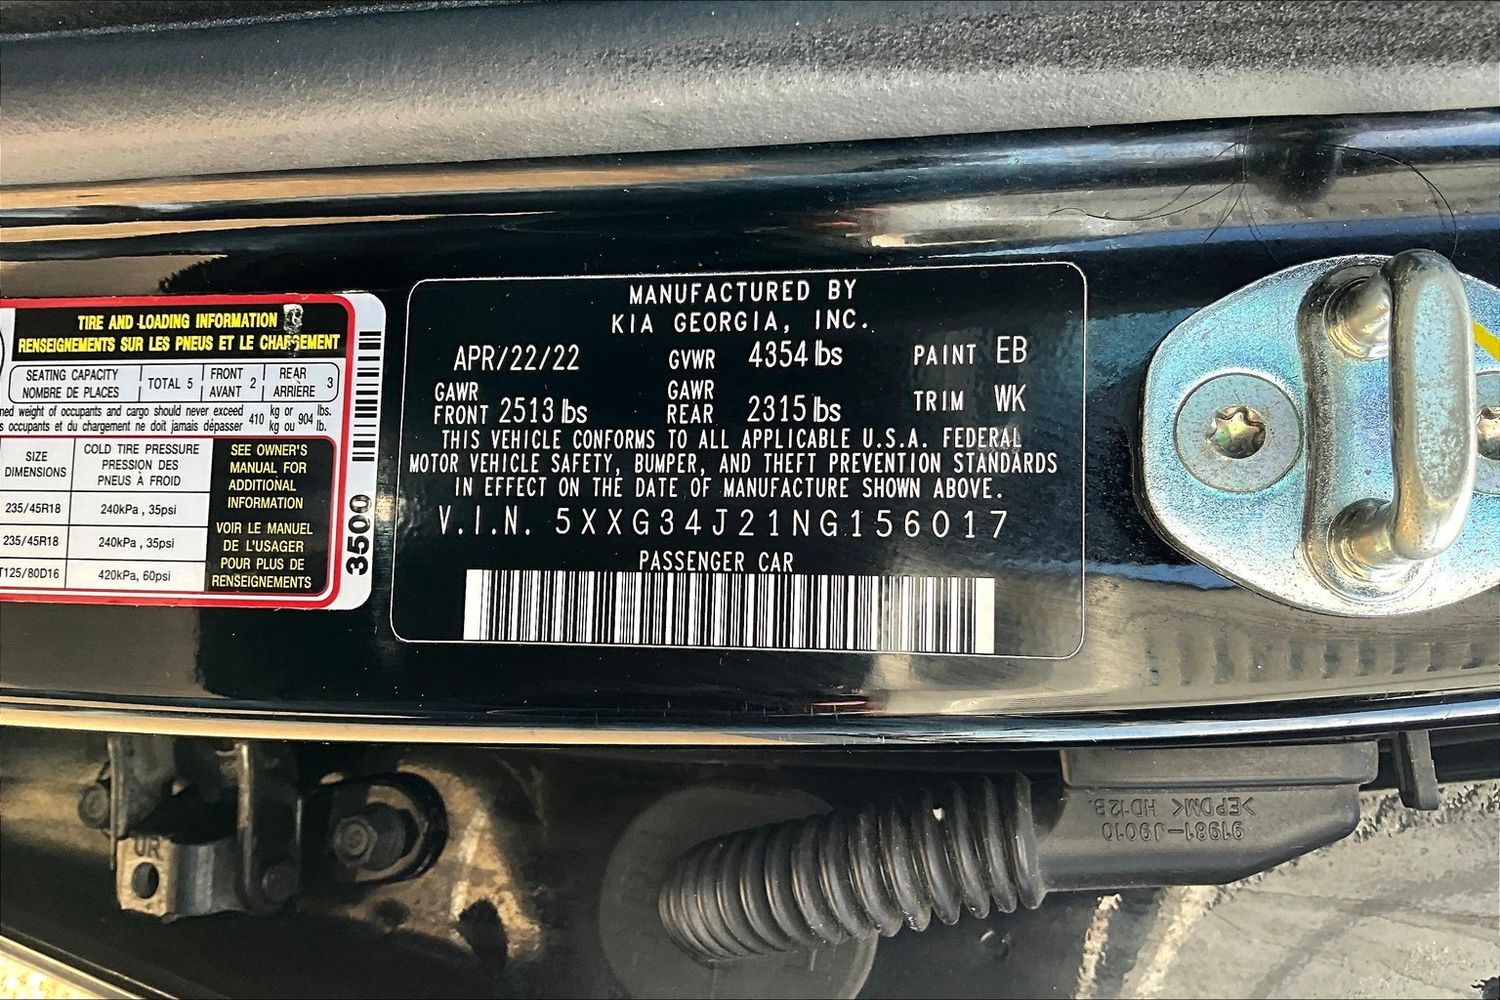 TIRE AND LOADING INFORMATION
RENSEIGNEMENTS SUR LES PNEUS ET LE CHARGEMENT
SEATING CAPACITY
NOMBRE DE PLACES
TOTAL 5
FRONT
AVANT 2
REAR
ARRIÈRE 3
weight of occupants and cargo should never exceed 410 kg or 904 lbs.
occupants et du chargement ne doit jamais dépasser kg ou lb.
SIZE
DIMENSIONS
COLD TIRE PRESSURE
PRESSION DES
PNEUS À FROID
235/45R18 240kPa , 35psi
235/45R18 240kPa , 35psi
T125/80D16 420kPa, 60psi
SEE OWNER'S
MANUAL FOR
ADDITIONAL
INFORMATION
VOIR LE MANUEL
DE L'USAGER
POUR PLUS DE
RENSEIGNEMENTS
3500
MANUFACTURED BY
KIA GEORGIA, INC.
APR/22/22 GVWR 4354 lbs PAINT EB
GAWR FRONT 2513 lbs GAWR REAR 2315 lbs TRIM WK
THIS VEHICLE CONFORMS TO ALL APPLICABLE U.S.A. FEDERAL
MOTOR VEHICLE SAFETY, BUMPER, AND THEFT PREVENTION STANDARDS
IN EFFECT ON THE DATE OF MANUFACTURE SHOWN ABOVE.
V.I.N. 5XXG34J21NG156017
PASSENGER CAR
UR
91981-J9010
>EPDM< HD-12B